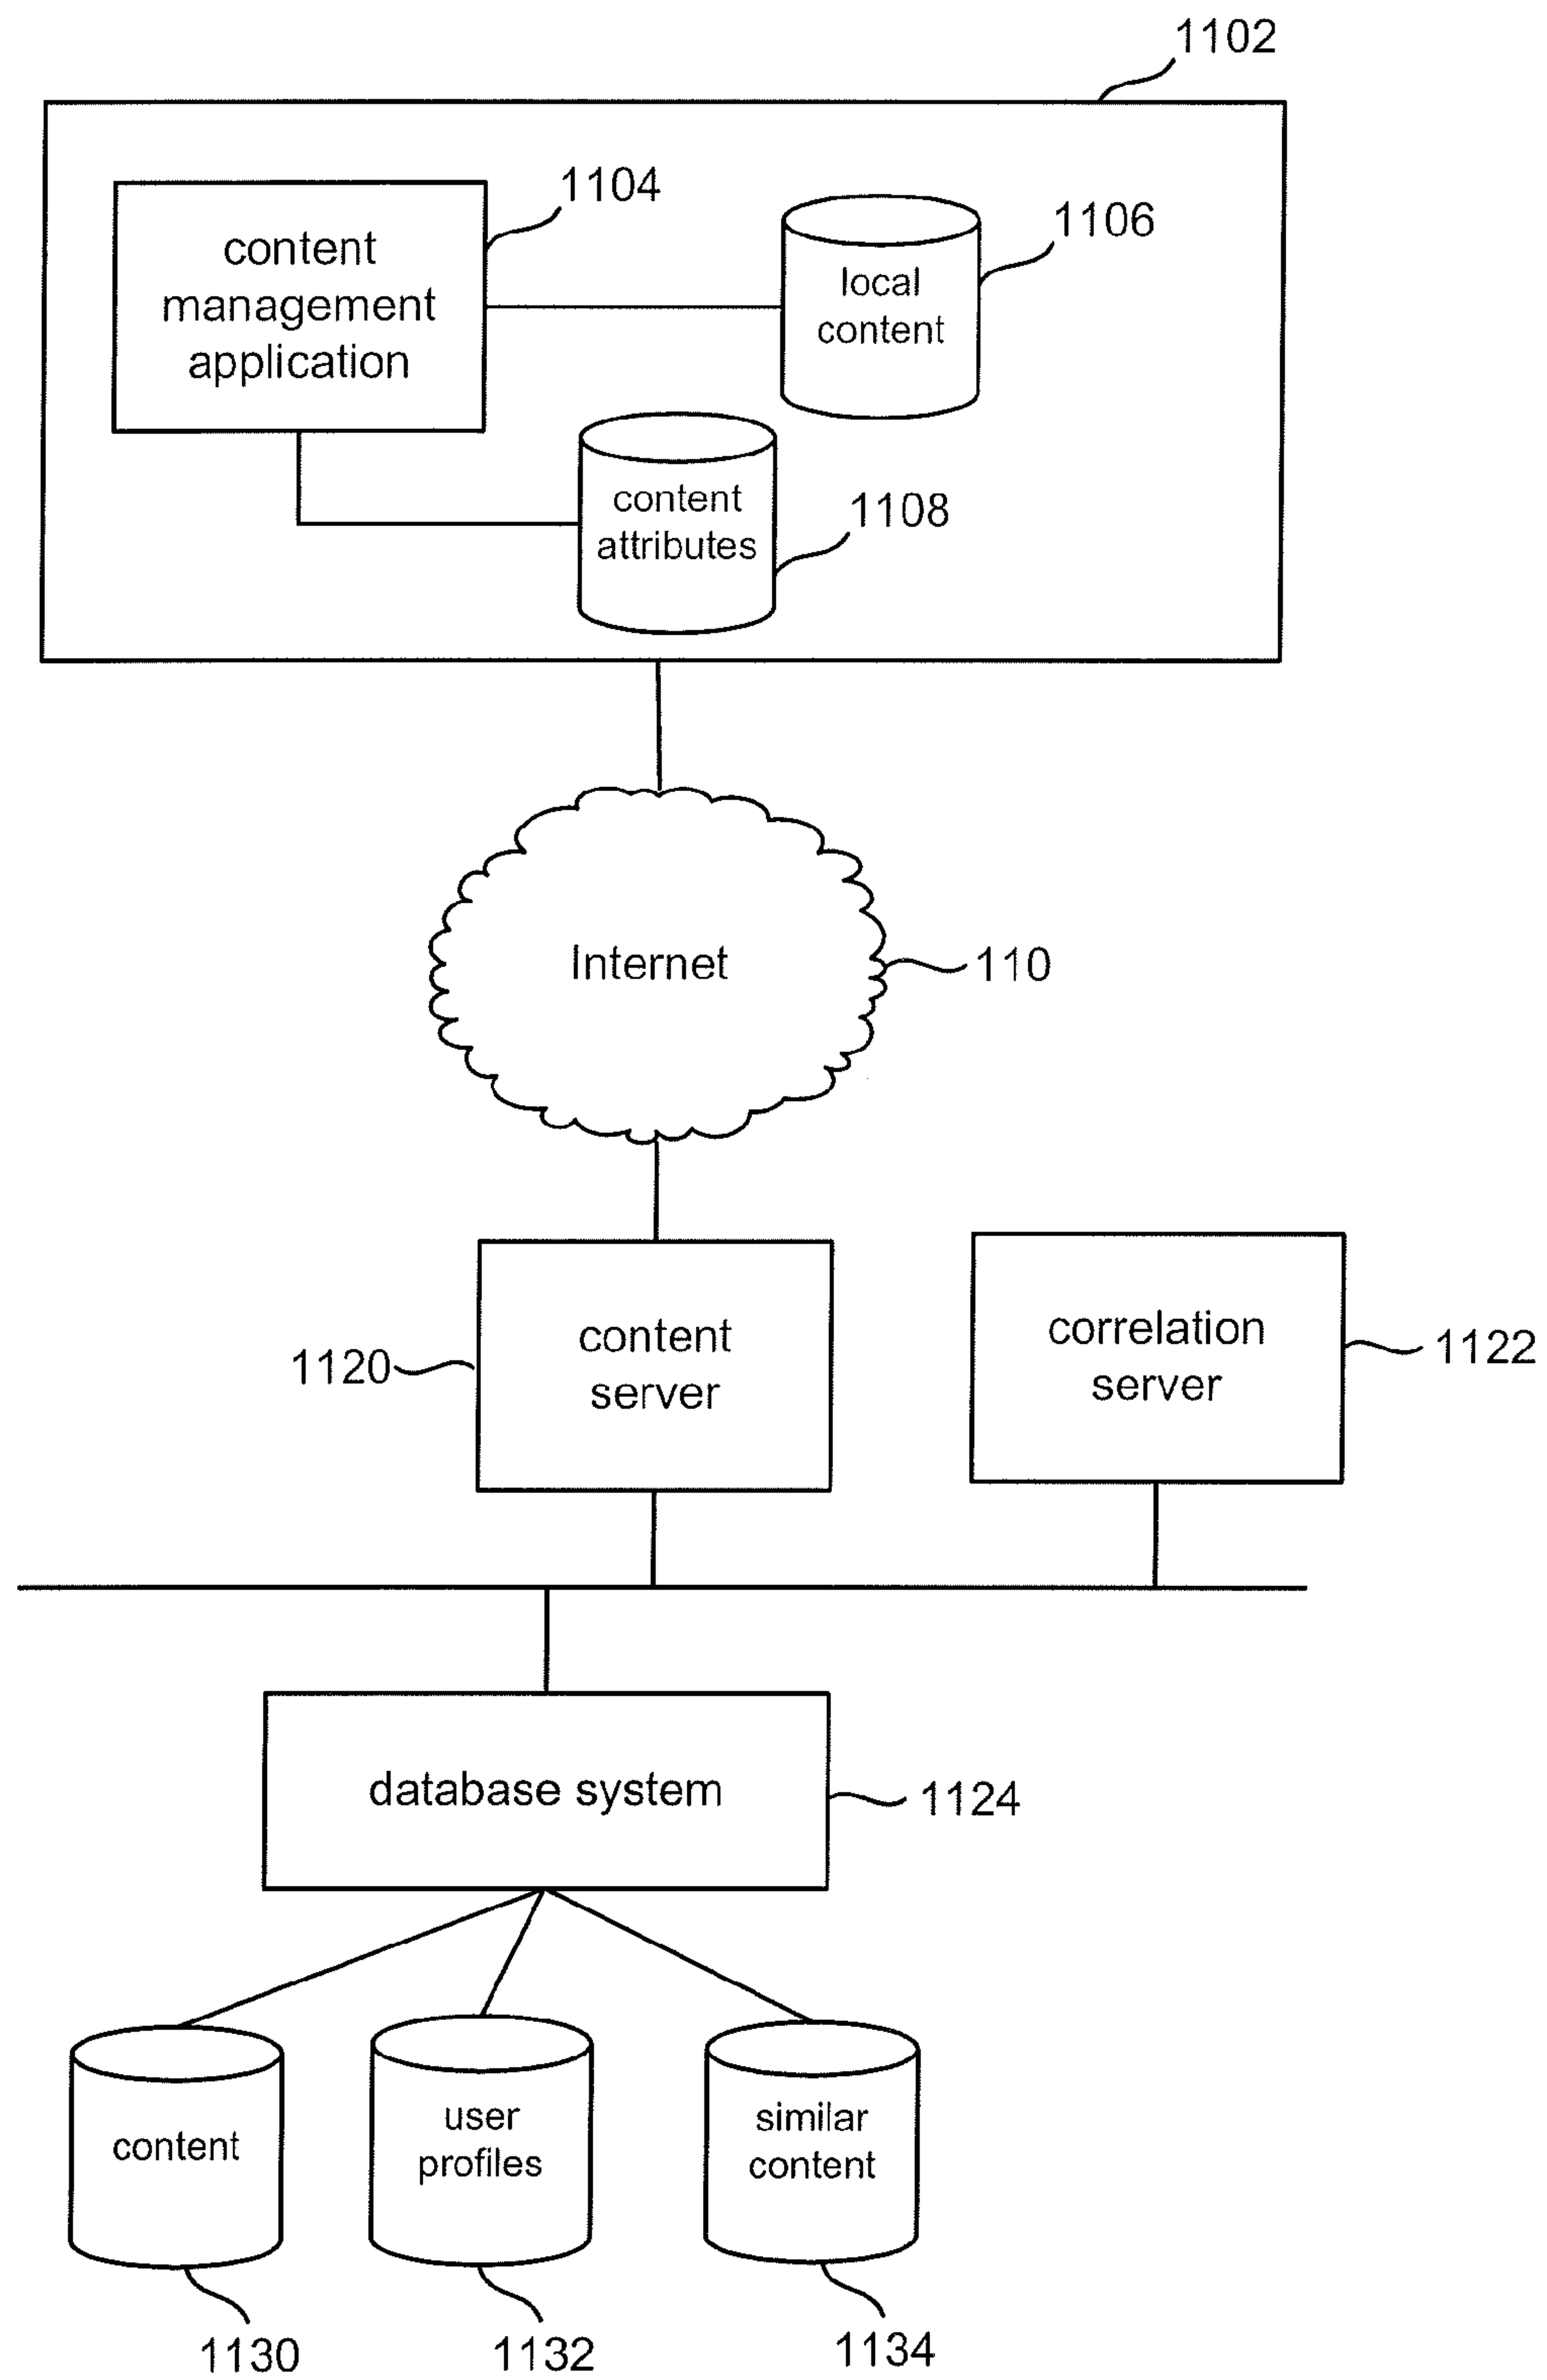 1102
1104
content
management
application
1106
local
content
content
attributes
1108
Internet
110
1120
content
server
correlation
server
1122
database system
1124
content
user
profiles
similar
content
1130
1132
1134